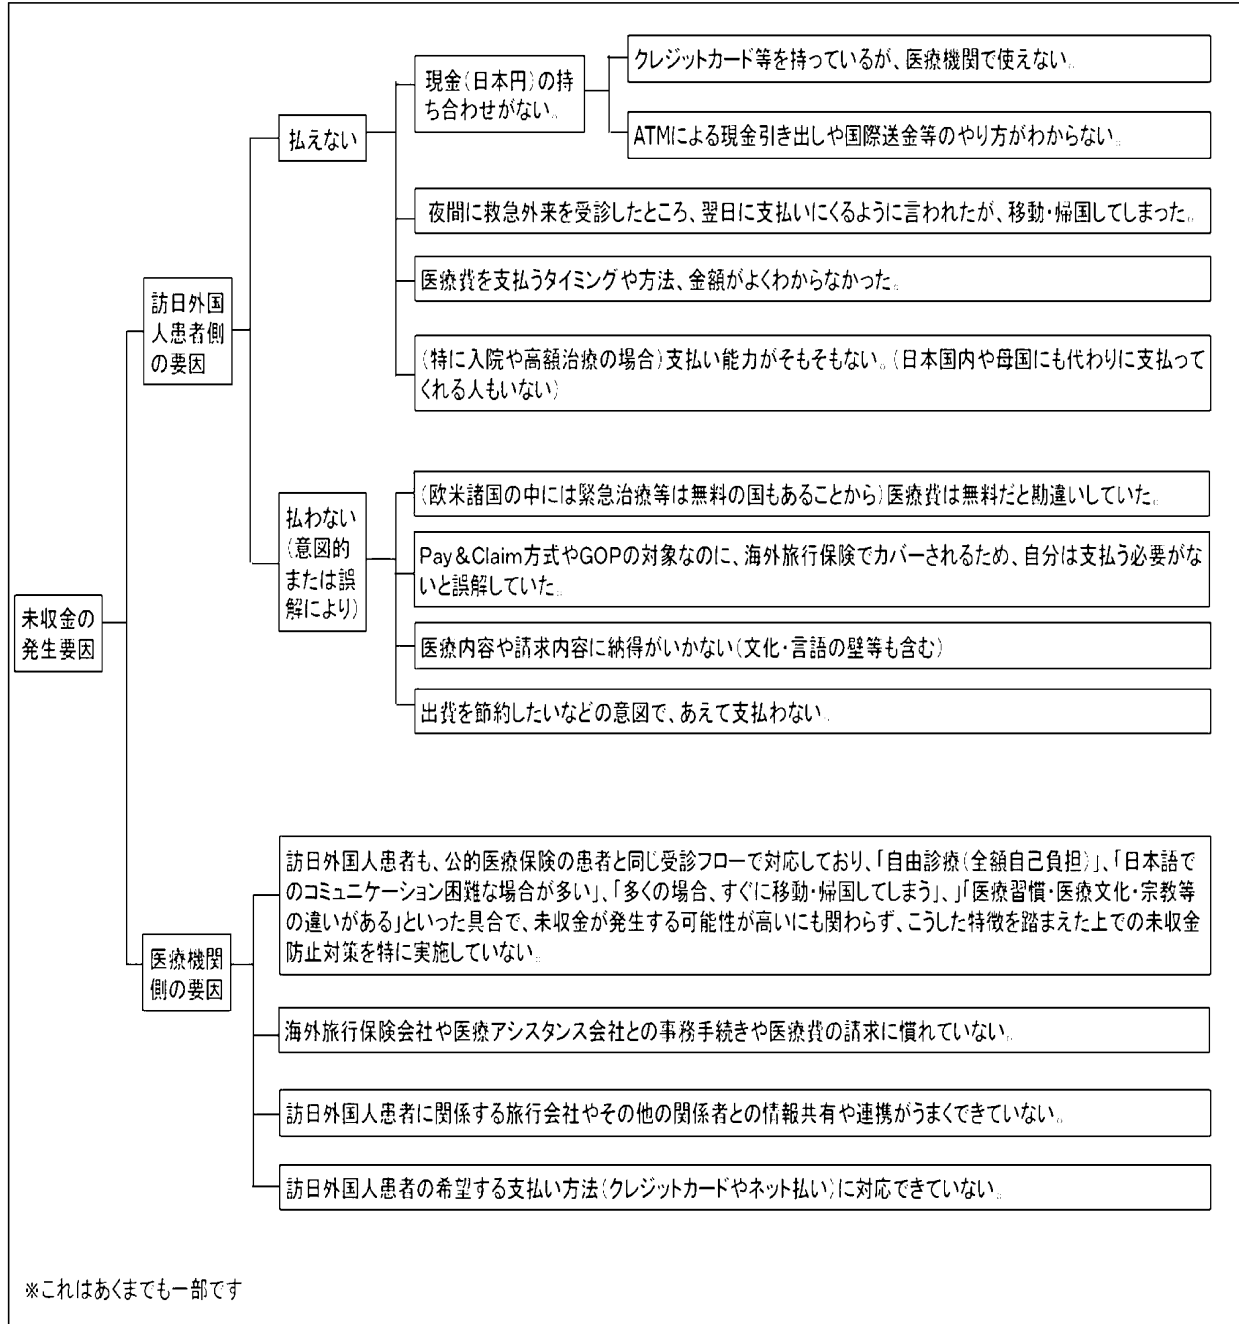 クレジットカード等を持っているが、医療機関で使えない。
現金(日本円)の持
ち合わせがない。
払えない
ATMによる現金引き出しや国際送金等のやり方がわからない。
夜間に救急外来を受診したところ、翌日に支払いにくるように言われたが、移動・帰国してしまった。
医療費を支払うタイミングや方法、金額がよくわからなかった。
訪日外国
人患者側
の要因
(特に入院や高額治療の場合)支払い能力がそもそもない。(日本国内や母国にも代わりに支払って
くれる人もいない)
(欧米諸国の中には緊急治療等は無料の国もあることから)医療費は無料だと勘違いしていた。
払わない
(意図的
または誤
解により)
Pay&Claim方式やGOPの対象なのに、海外旅行保険でカバーされるため、自分は支払う必要がな
いと誤解していた。
未収金の
発生要因
医療内容や請求内容に納得がいかない(文化・言語の壁等も含む)
出費を節約したいなどの意図で、あえて支払わない。
訪日外国人患者も、公的医療保険の患者と同じ受診フローで対応しており、「自由診療(全額自己負担)」、「日本語で
のコミュニケーション困難な場合が多い」、「多くの場合、すぐに移動・帰国してしまう」、」「医療習慣・医療文化・宗教等
の違いがある」といった具合で、未収金が発生する可能性が高いにも関わらず、こうした特徴を踏まえた上での未収金
防止対策を特に実施していない。
医療機関
側の要因
海外旅行保険会社や医療アシスタンス会社との事務手続きや医療費の請求に慣れていない。
訪日外国人患者に関係する旅行会社やその他の関係者との情報共有や連携がうまくできていない。
訪日外国人患者の希望する支払い方法(クレジットカードやネット払い)に対応できていない。
※これはあくまでも一部です